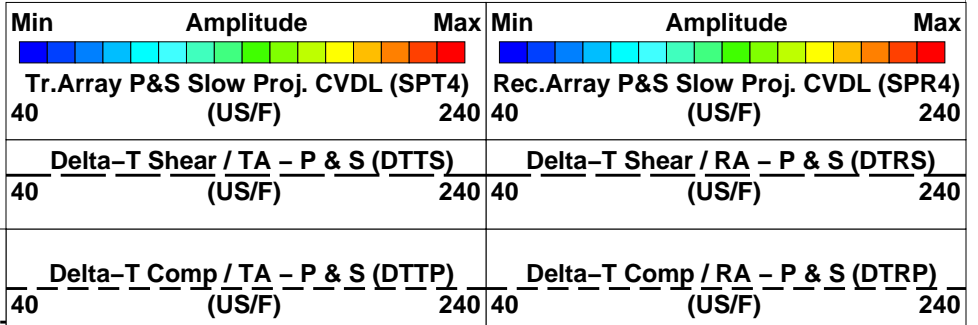 Min Amplitude Max
Tr.Array P&S Slow Proj. CVDL (SPT4)
40 (US/F) 240
Delta−T Shear / TA − P & S (DTTS)
40 (US/F) 240
Delta−T Comp / TA − P & S (DTTP)
40 (US/F) 240
Min Amplitude Max
Rec.Array P&S Slow Proj. CVDL (SPR4)
40 (US/F) 240
Delta−T Shear / RA − P & S (DTRS)
40 (US/F) 240
Delta−T Comp / RA − P & S (DTRP)
40 (US/F) 240